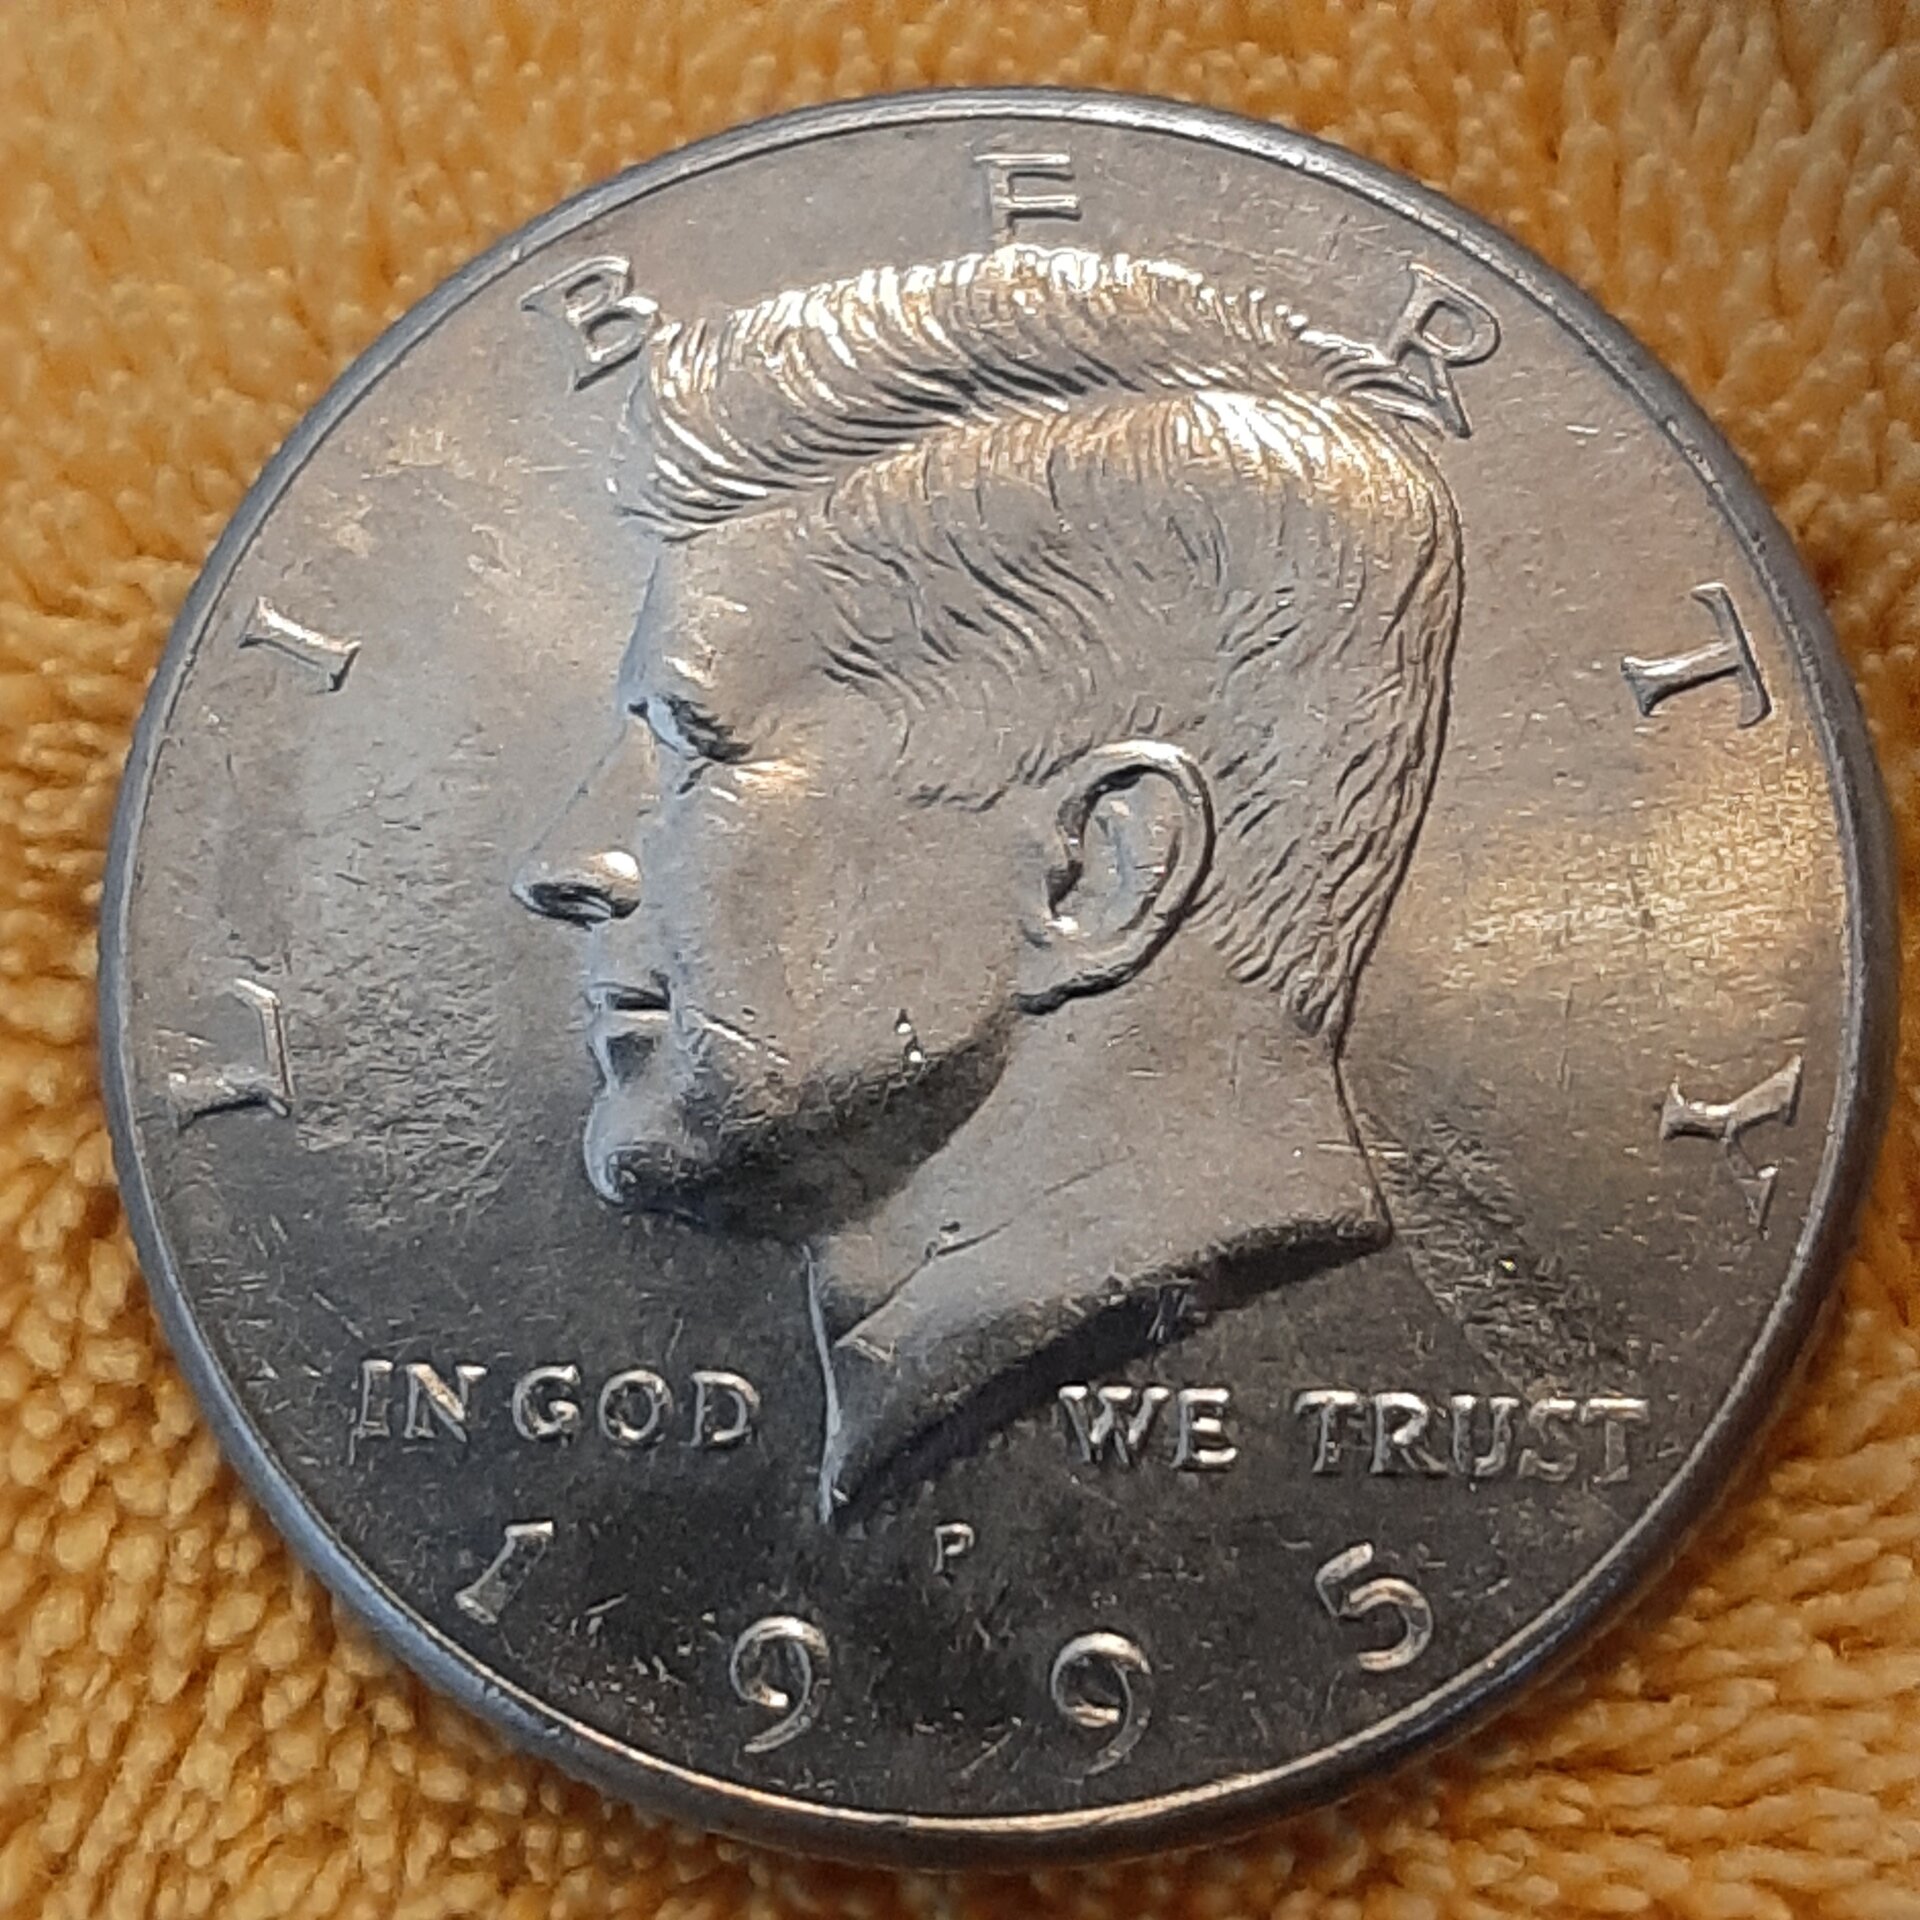 LIBERTY
IN GOD WE TRUST
P
1995